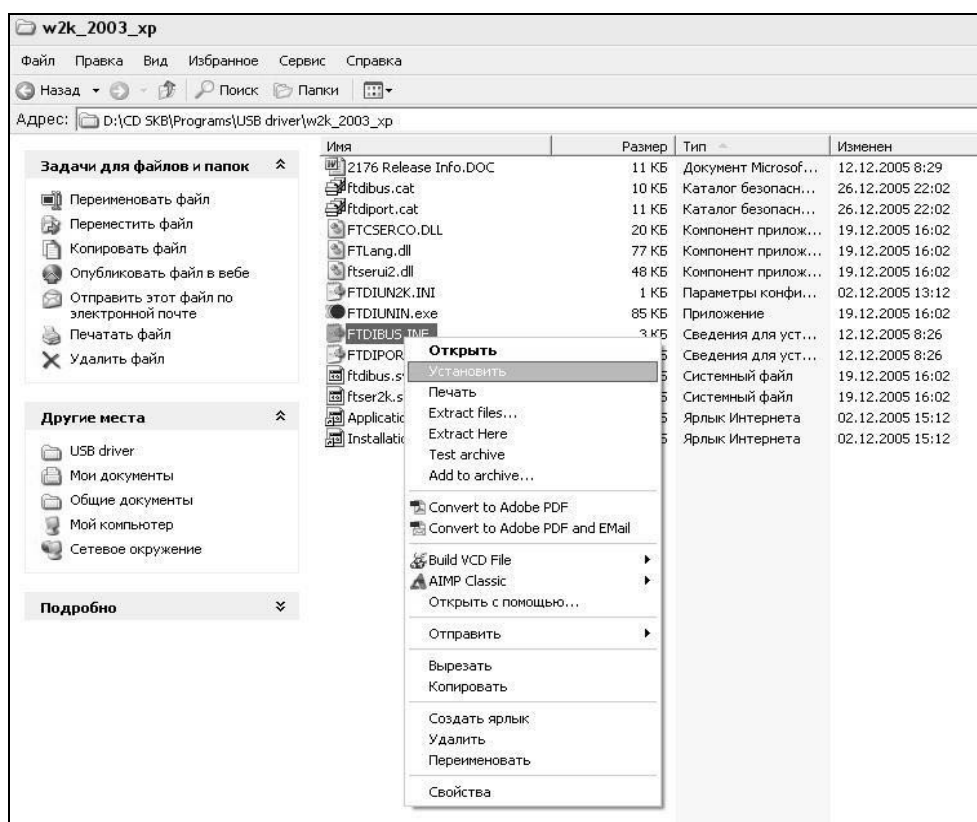 w2k_2003_xp
Файл Правка Вид Избранное Сервис Справка
Назад Поиск Папки
Адрес: D:\CD SKB\Programs\USB driver\w2k_2003_xp
Задачи для файлов и папок
Переименовать файл
Переместить файл
Копировать файл
Опубликовать файл в вебе
Отправить этот файл по
электронной почте
Печатать файл
Удалить файл
Другие места
USB driver
Мои документы
Общие документы
Мой компьютер
Сетевое окружение
Подробно
Имя Размер Тип Изменен
2176 Release Info.DOC 11 КБ Документ Microsof... 12.12.2005 8:29
ftdibus.cat 10 КБ Каталог безопасн... 26.12.2005 22:02
ftdiport.cat 11 КБ Каталог безопасн... 26.12.2005 22:02
FTCSERCO.DLL 20 КБ Компонент прилож... 19.12.2005 16:02
FTLang.dll 77 КБ Компонент прилож... 19.12.2005 16:02
ftserui2.dll 48 КБ Компонент прилож... 19.12.2005 16:02
FTDIUN2K.INI 1 КБ Параметры конфи... 02.12.2005 13:12
FTDIUNIN.exe 85 КБ Приложение 19.12.2005 16:02
FTDIBUS.INF 3 КБ Сведения для уст... 12.12.2005 8:26
FTDIPOR Б Сведения для уст... 12.12.2005 8:26
ftdibus.s Б Системный файл 19.12.2005 16:02
ftser2k.s Б Системный файл 19.12.2005 16:02
Applicatio Б Ярлык Интернета 02.12.2005 15:12
Installatio Б Ярлык Интернета 02.12.2005 15:12
Открыть
Установить
Печать
Extract files...
Extract Here
Test archive
Add to archive...
Convert to Adobe PDF
Convert to Adobe PDF and EMail
Build VCD File
AIMP Classic
Открыть с помощью...
Отправить
Вырезать
Копировать
Создать ярлык
Удалить
Переименовать
Свойства